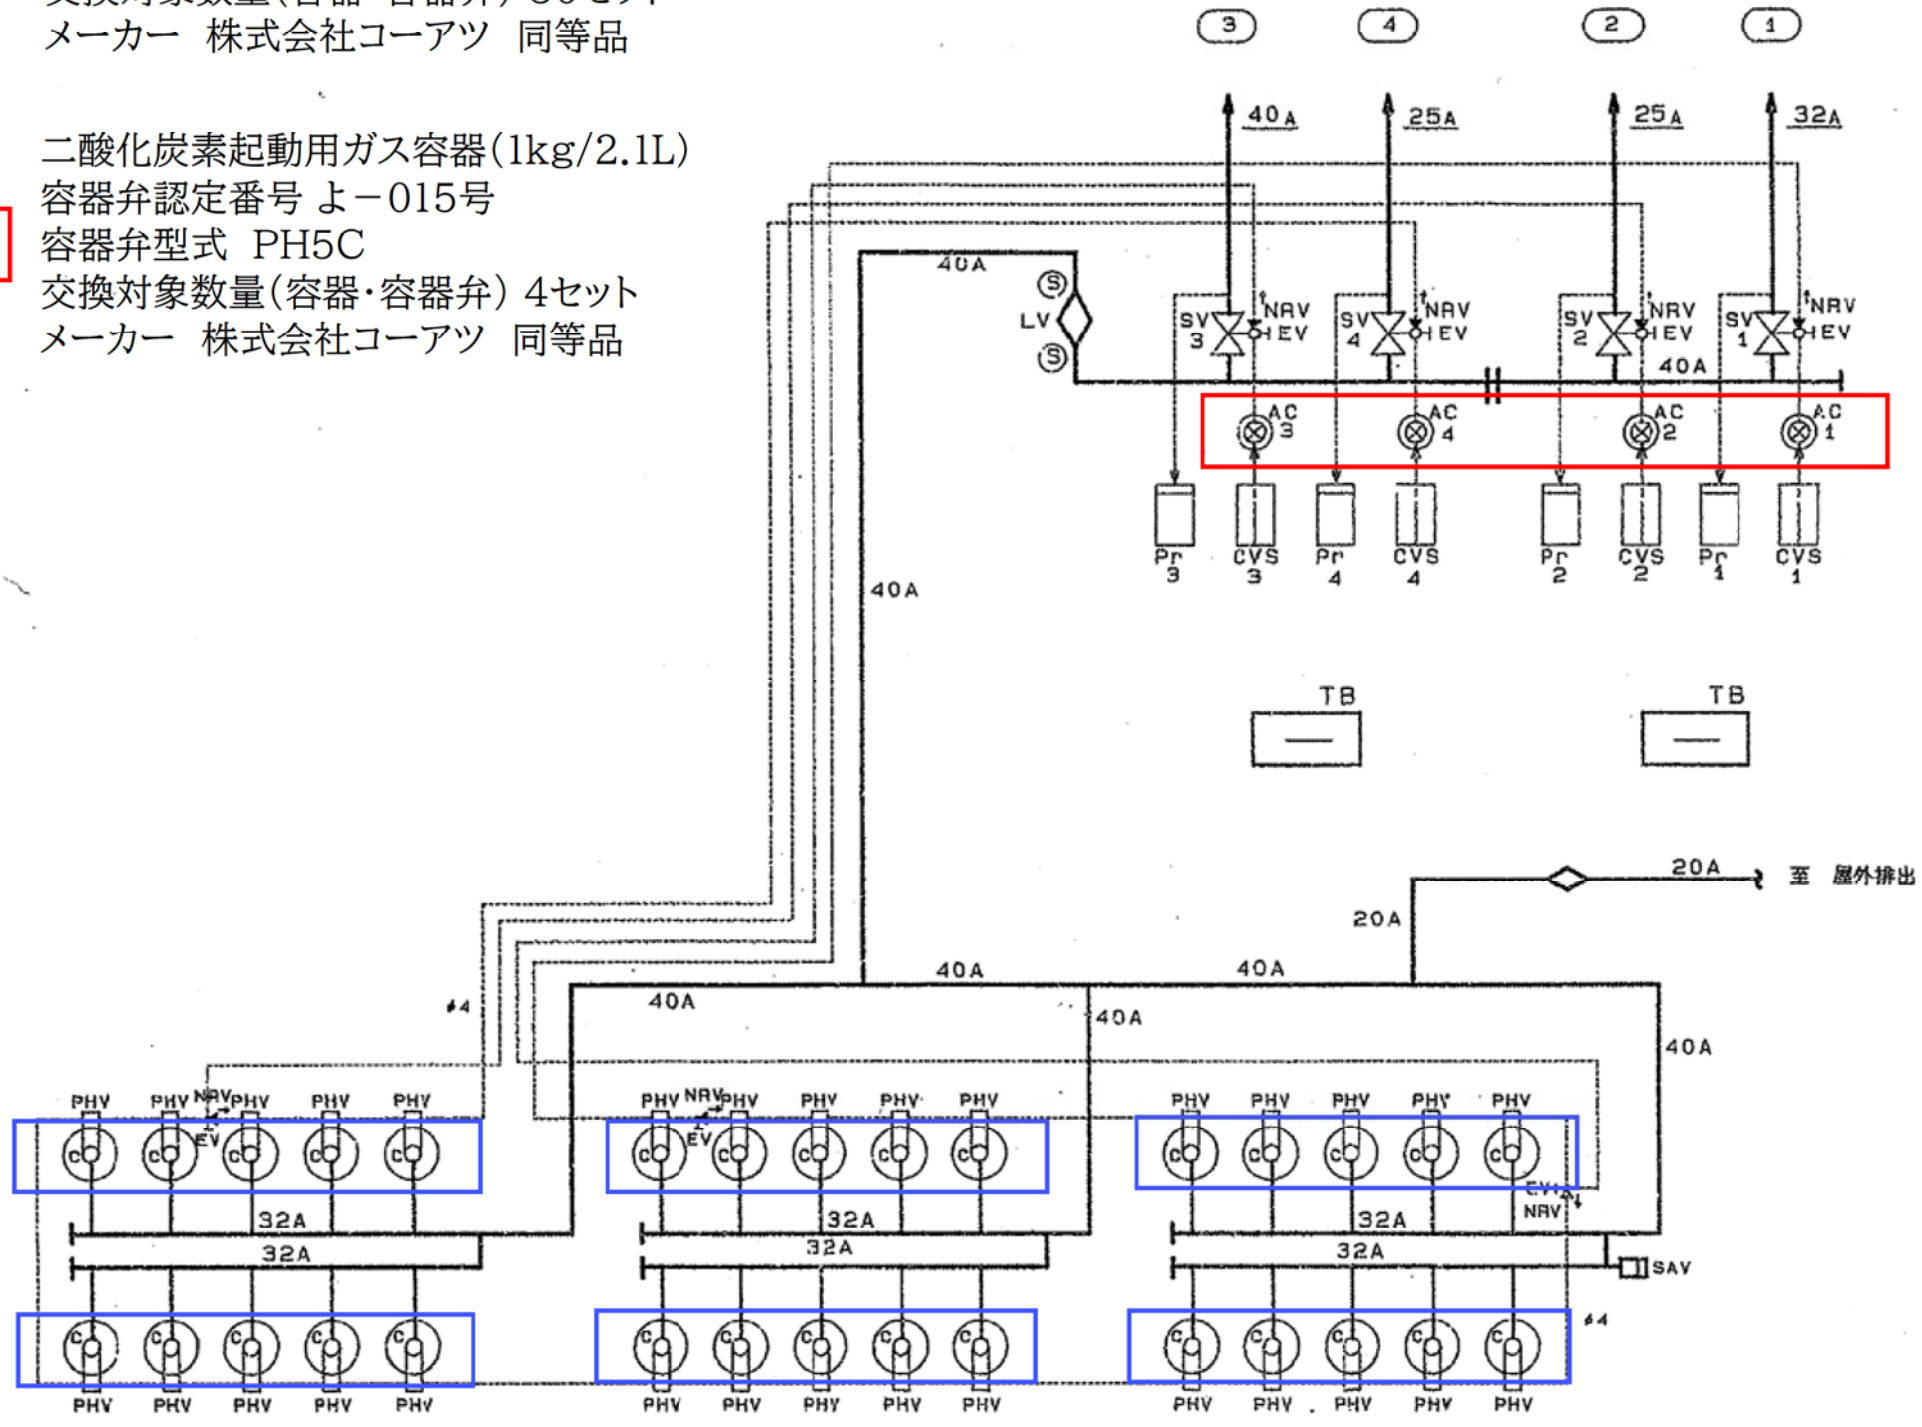 メーカー 株式会社コーアツ 同等品
二酸化炭素起動用ガス容器(1kg/2.1L)
容器弁認定番号 よ−015号
容器弁型式 PH5C
交換対象数量(容器・容器弁) 4セット
メーカー 株式会社コーアツ 同等品
3 4 2 1
40A 25A 25A 32A
40A
S
LV
S
SV 3 NRV EV
SV 4 NRV EV
SV 2 NRV EV
SV 1 NRV EV
40A
AC 3 AC 4 AC 2 AC 1
Pr 3 CVS 3 Pr 4 CVS 4 Pr 2 CVS 2 Pr 1 CVS 1
40A
TB TB
20A 至 屋外排出
20A
40A 40A
40A
φ4
40A
40A
PHV PHV NRV PHV PHV PHV PHV NRV PHV PHV PHV PHV PHV PHV PHV PHV PHV
EV EV
C C C C C C C C C C C C C C C
EV
NRV
32A 32A 32A
32A 32A 32A
SAV
φ4
C C C C C C C C C C C C C C C
PHV PHV PHV PHV PHV PHV PHV PHV PHV PHV PHV PHV PHV PHV PHV